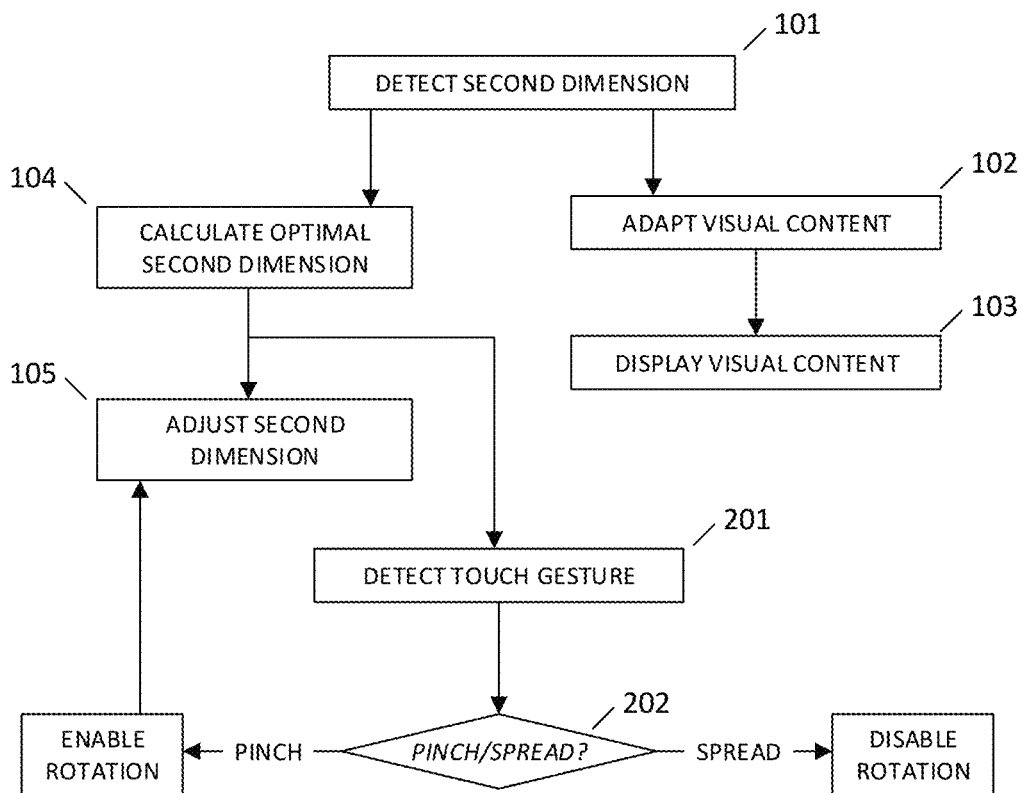 101
DETECT SECOND DIMENSION
104
102
CALCULATE OPTIMAL
SECOND DIMENSION
ADAPT VISUAL CONTENT
103
DISPLAY VISUAL CONTENT
105
ADJUST SECOND
DIMENSION
201
DETECT TOUCH GESTURE
202
ENABLE
ROTATION
PINCH
PINCH/SPREAD?
SPREAD
DISABLE
ROTATION